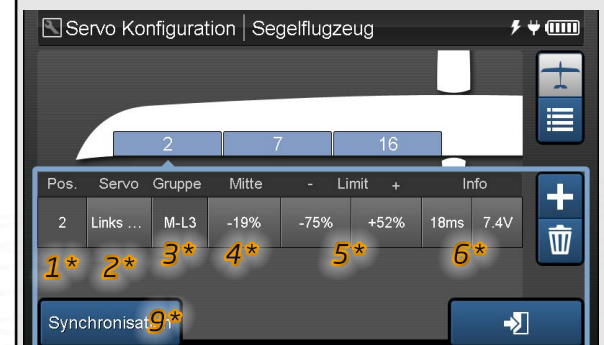 Servo Konfiguration | Segelflugzeug
2 7 16
Pos. Servo Gruppe Mitte - Limit + Info
2 Links ... M-L3 -19% -75% +52% 18ms 7.4V
1* 2* 3* 4* 5* 6*
Synchronisation 9*